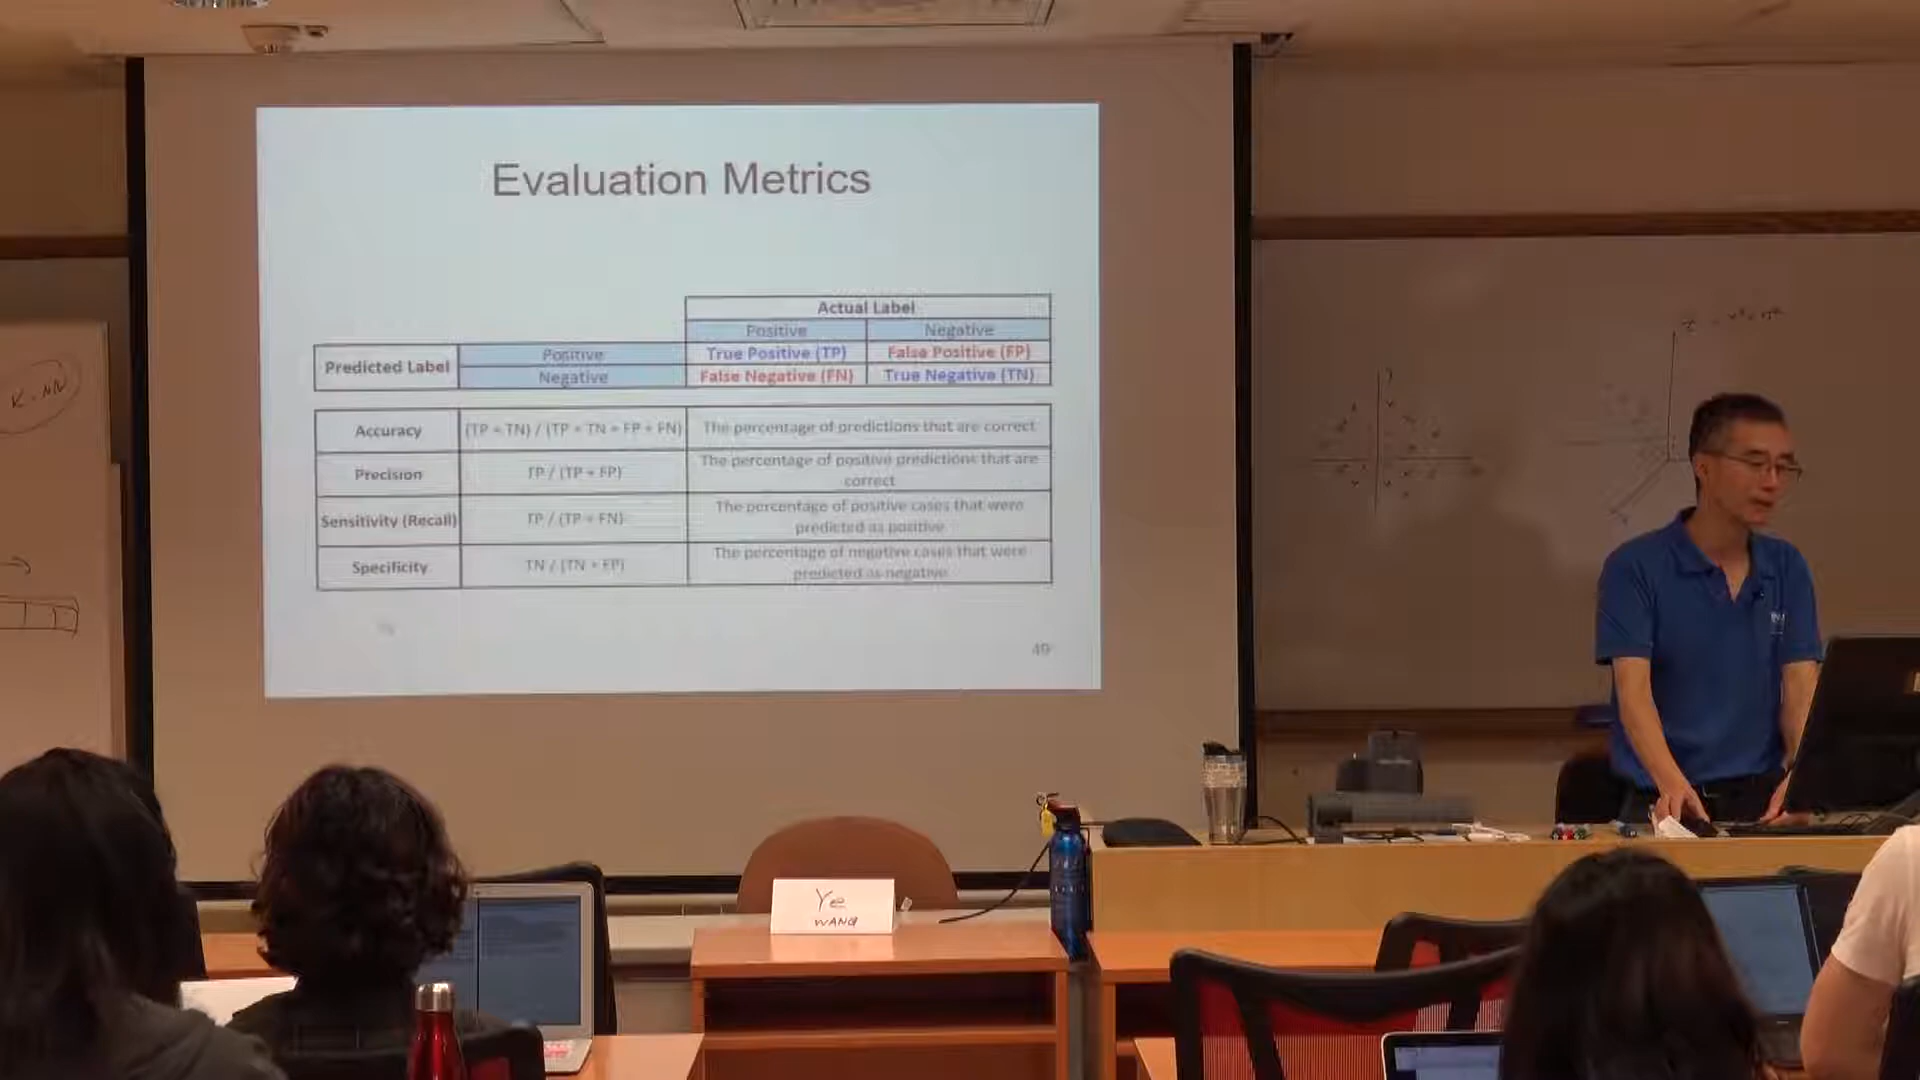 Evaluation Metrics
Actual Label
Positive Negative
Predicted Label Positive True Positive (TP) False Positive (FP)
Negative False Negative (FN) True Negative (TN)
Accuracy (TP + TN) / (TP + TN + FP + FN) The percentage of predictions that are correct
Precision TP / (TP + FP) The percentage of positive predictions that are
correct
Sensitivity (Recall) TP / (TP + FN) The percentage of positive cases that were
predicted as positive
Specificity TN / (TN + FP) The percentage of negative cases that were
predicted as negative
49
K-NN
Ye
WANG